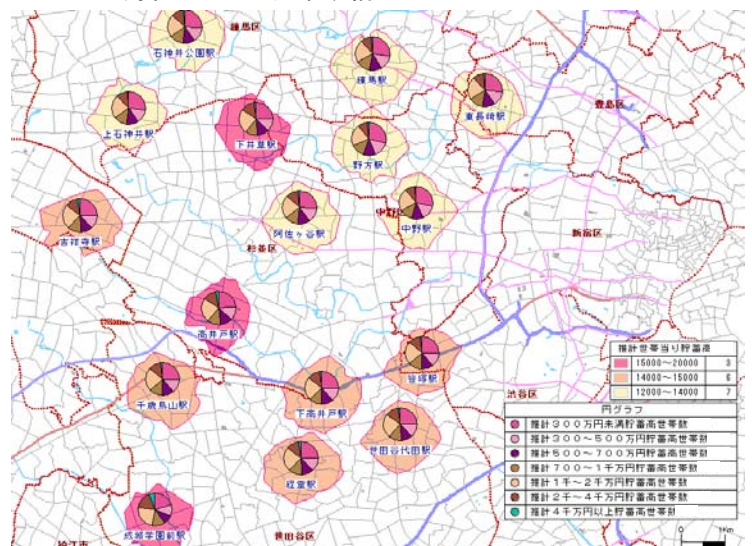 練馬区
石神井公園駅
練馬駅
東長崎駅
豊島区
上石神井駅
下井草駅
野方駅
吉祥寺駅
阿佐ヶ谷駅
中野区
中野駅
杉並区
新宿区
高井戸駅
笹塚駅
渋谷区
千歳烏山駅
下高井戸駅
世田谷代田駅
経堂駅
成城学園前駅
世田谷区
狛江市
推計世帯当り貯蓄高
15000～20000 3
14000～15000 6
12000～14000 7
円グラフ
推計300万円未満貯蓄高世帯数
推計300～500万円貯蓄高世帯数
推計500～700万円貯蓄高世帯数
推計700～1千万円貯蓄高世帯数
推計1千～2千万円貯蓄高世帯数
推計2千～4千万円貯蓄高世帯数
推計4千万円以上貯蓄高世帯数
0 1Km